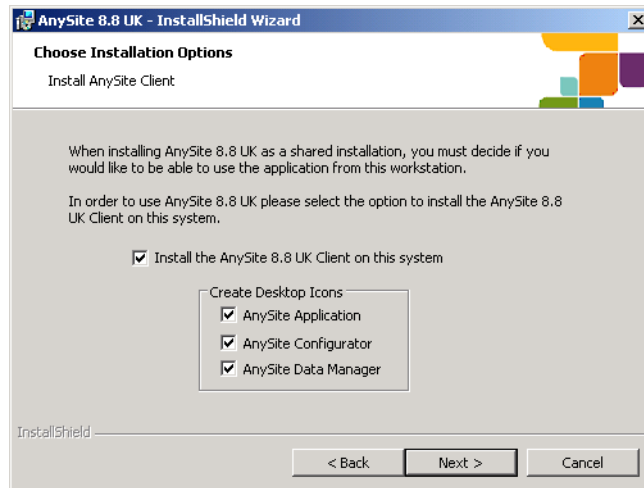 AnySite 8.8 UK - InstallShield Wizard
Choose Installation Options
Install AnySite Client
When installing AnySite 8.8 UK as a shared installation, you must decide if you
would like to be able to use the application from this workstation.
In order to use AnySite 8.8 UK please select the option to install the AnySite 8.8
UK Client on this system.
Install the AnySite 8.8 UK Client on this system
Create Desktop Icons
AnySite Application
AnySite Configurator
AnySite Data Manager
InstallShield
< Back Next > Cancel